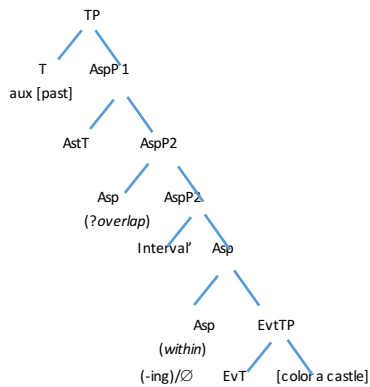 TP
T AspP 1
aux [past]
AstT AspP2
Asp AspP2
(?overlap)
Interval' Asp
Asp EvtTP
(within)
(-ing)/∅ EvT [color a castle]